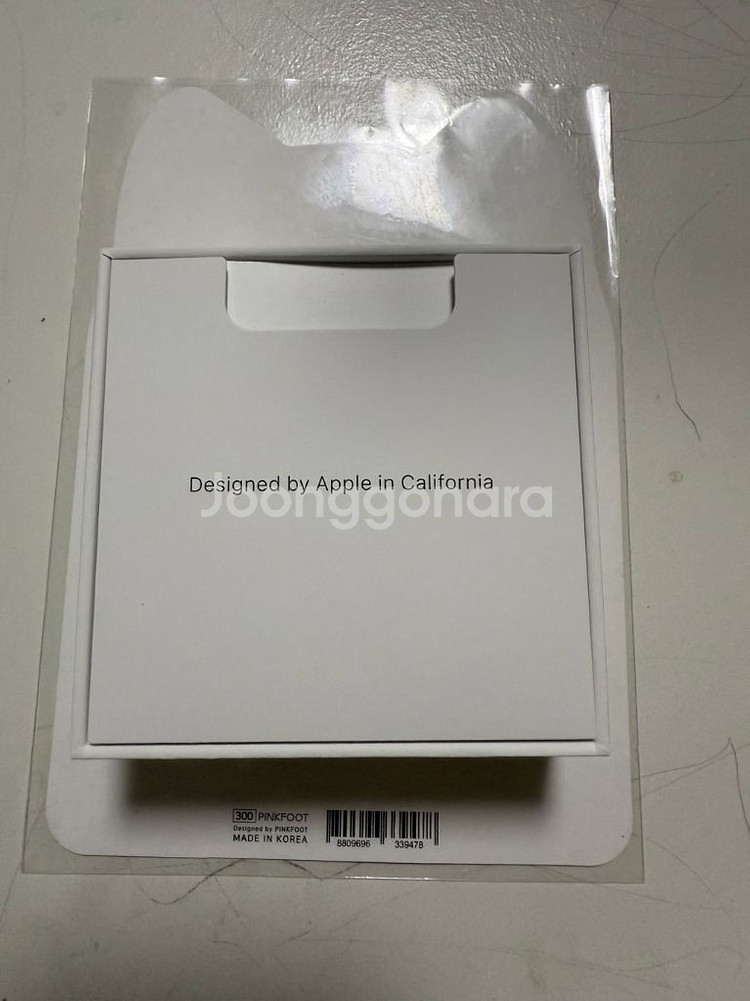 Designed by Apple in California
Joonggonara
300 PINKFOOT
Designed by PINKFOOT
MADE IN KOREA
8809696 339478